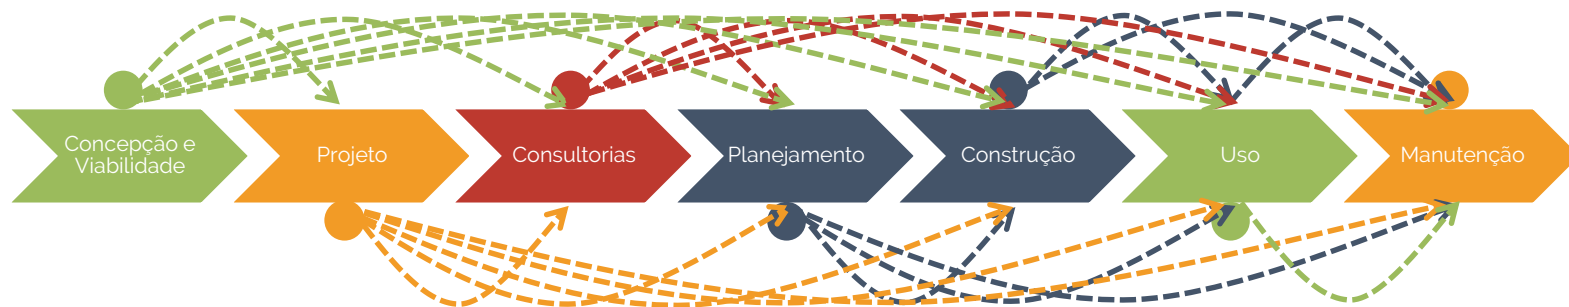 Concepção e
Viabilidade
Projeto
Consultorias
Planejamento
Construção
Uso
Manutenção